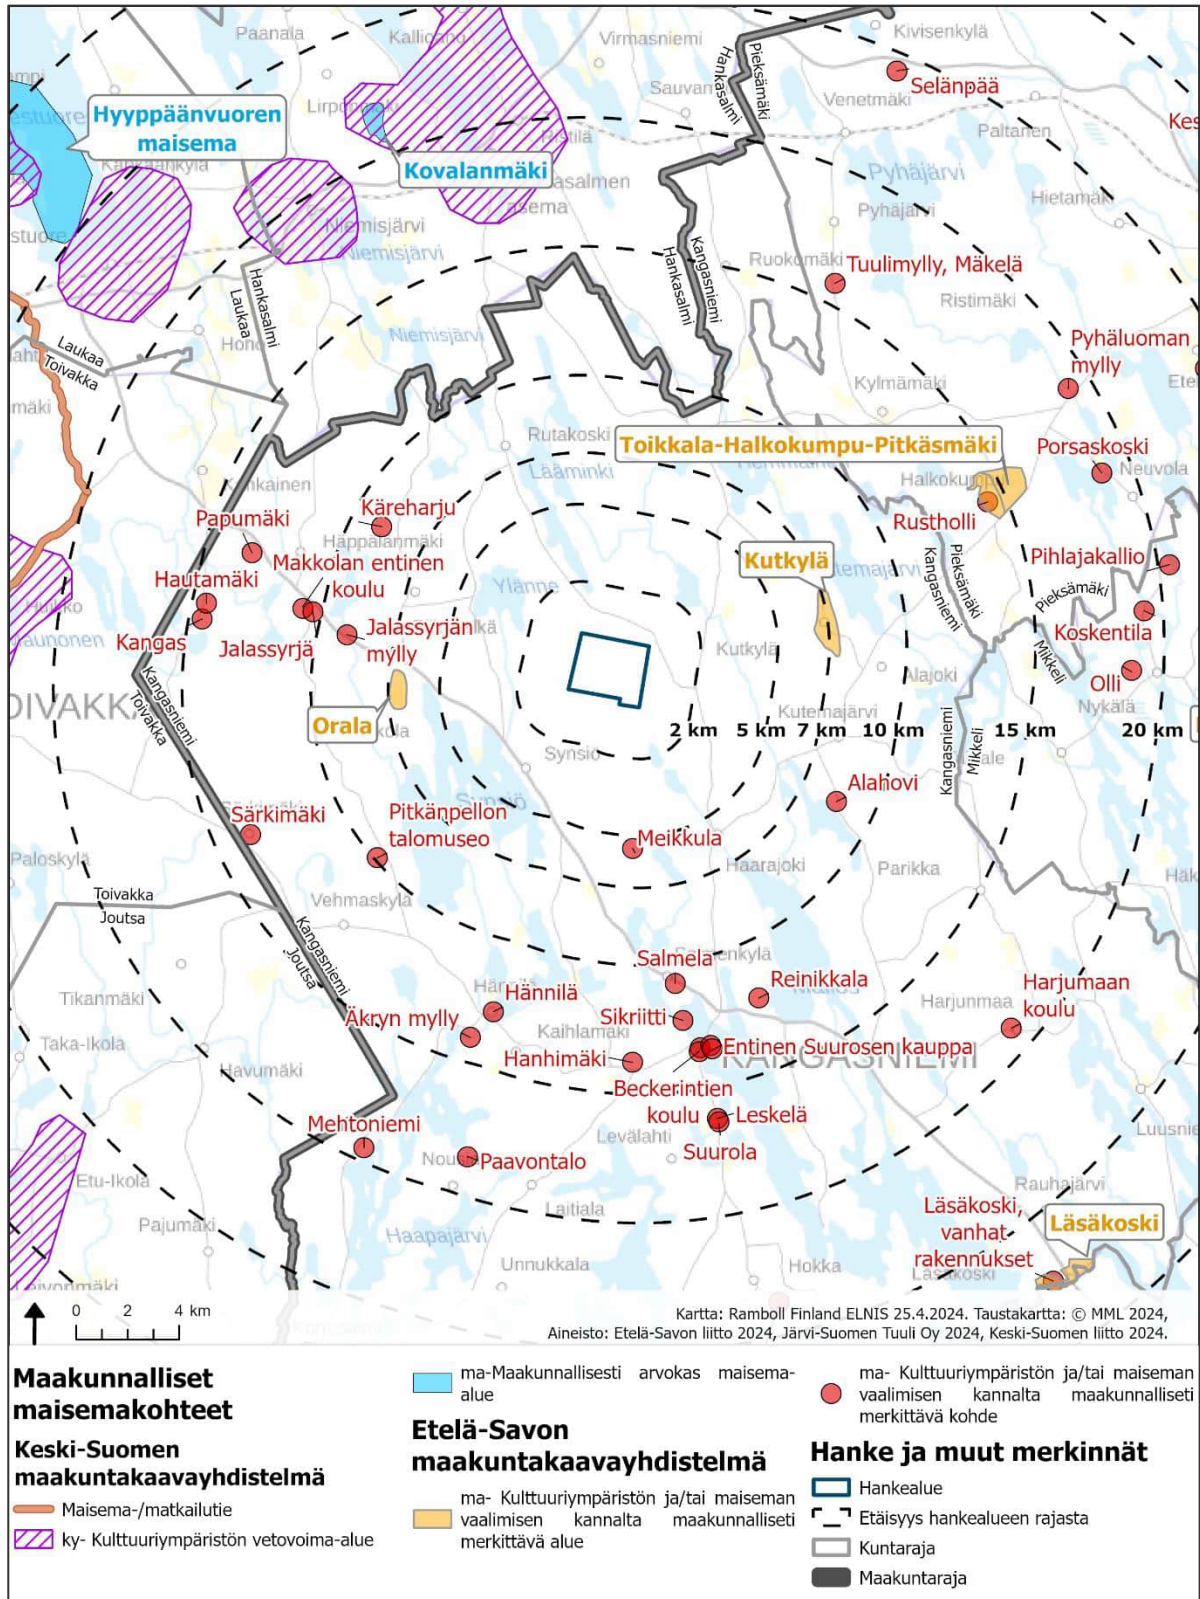 Paanala
Kivisenkylä
Virmasniemi
Pieksämäki
Hankasalmi
Selänpää
Venetmäki
Paltanen
Hyyppäänvuoren
maisema
Kovalanmäki
Ristilä
Pyhäjärvi
Hietamäki
Pyhäjärvi
Niemisjärvi
Niemisjärvi
Kangasniemi
Hankasalmi
Ruokomäki
Tuulimylly, Mäkelä
Ristimäki
Hankasalmi
Laukaa
Niemisjärvi
Laukaa
Toivakka
Pyhäluoman
mylly
Kylmämäki
Rutakoski
Lääminki
Toikkala-Halkokumpu-Pitkäsmäki
Porsaskoski
Neuvola
Rustholli
Käreharju
Häppälänmäki
Papumäki
Makkolan entinen
koulu
Ylänne
Kutkylä
Pieksämäki
Kangasniemi
Pihlajakallio
Hautamäki
Pieksämäki
Mikkeli
Koskentila
Kangas
Jalassyrjä
Jalassyrjän
mylly
Kutkylä
Alajoki
Olli
Nykälä
Kangasniemi
Toivakka
Orala
Kutemajärvi
2 km
5 km
7 km
10 km
15 km
20 km
Kangasniemi
Mikkeli
Synsiö
Synsiö
Alahovi
Särkimäki
Pitkänpellon
talomuseo
Meikkula
Haarajoki
Parikka
Paloskylä
Toivakka
Joutsa
Vehmaskylä
Kangasniemi
Joutsa
Salmela
Reinikkala
Harjumaan
koulu
Harjunmaa
Tikanmäki
Hännilä
Äkryn mylly
Sikriitti
Kaihlamäki
Taka-Ikola
Hanhimäki
Entinen Suurosen kauppa
KANGASNIEMI
Havumäki
Beckerintien
koulu
Leskelä
Mehtoniemi
Levälahti
Suurola
Paavontalo
Etu-Ikola
Rauhajärvi
Läsäkoski,
vanhat
rakennukset
Läsäkoski
Laitiala
Pajumäki
Haapajärvi
Unnukkala
Hokka
Läsäkoski
0 2 4 km
Kartta: Ramboll Finland ELNIS 25.4.2024. Taustakartta: © MML 2024,
Aineisto: Etelä-Savon liitto 2024, Järvi-Suomen Tuuli Oy 2024, Keski-Suomen liitto 2024.
Maakunnalliset
maisemakohteet
Keski-Suomen
maakuntakaavayhdistelmä
Maisema-/matkailutie
ky- Kulttuuriympäristön vetovoima-alue
ma-Maakunnallisesti arvokas maisema-
alue
Etelä-Savon
maakuntakaavayhdistelmä
ma- Kulttuuriympäristön ja/tai maiseman
vaalimisen kannalta maakunnalliseti
merkittävä alue
ma- Kulttuuriympäristön ja/tai maiseman
vaalimisen kannalta maakunnalliseti
merkittävä kohde
Hanke ja muut merkinnät
Hankealue
Etäisyys hankealueen rajasta
Kuntaraja
Maakuntaraja